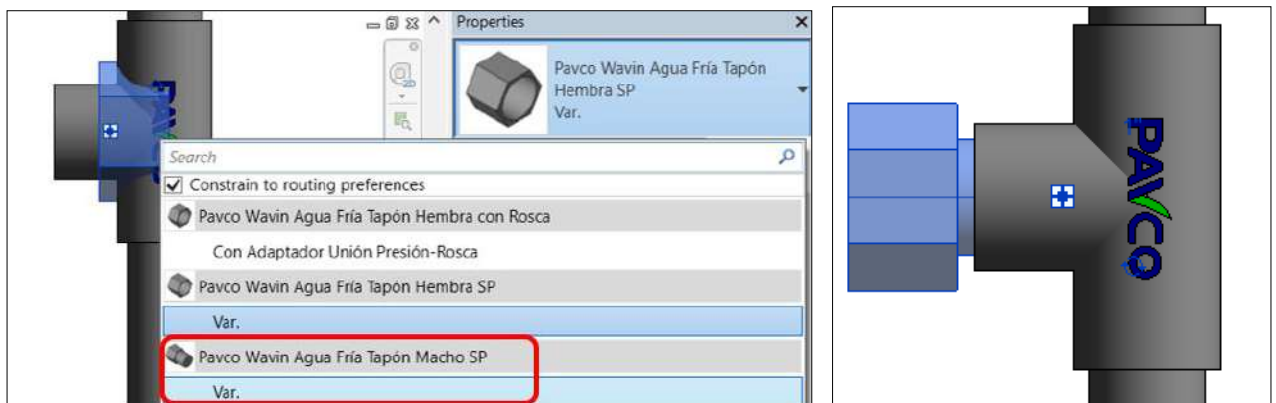 Properties
Pavco Wavin Agua Fría Tapón
Hembra SP
Var.
Search
Constrain to routing preferences
Pavco Wavin Agua Fría Tapón Hembra con Rosca
Con Adaptador Unión Presión-Rosca
Pavco Wavin Agua Fría Tapón Hembra SP
Var.
Pavco Wavin Agua Fría Tapón Macho SP
Var.
PAVCO